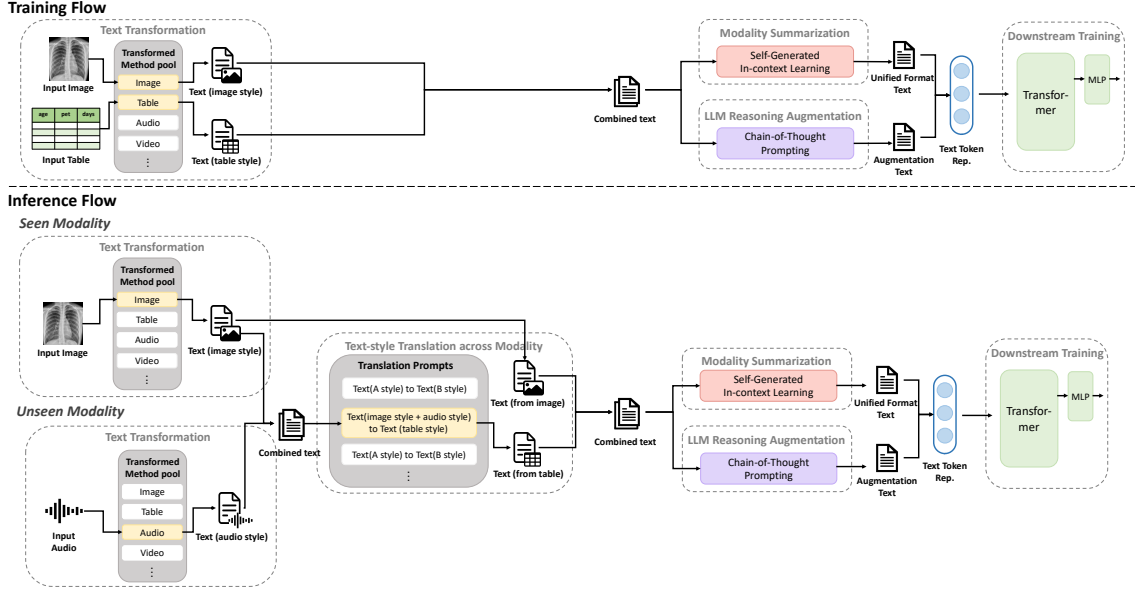 Training Flow
Text Transformation
Input Image
age pet days
Input Table
Transformed
Method pool
Image
Table
Audio
Video
⋮
Text (image style)
Text (table style)
Combined text
Modality Summarization
Self-Generated
In-context Learning
LLM Reasoning Augmentation
Chain-of-Thought
Prompting
Unified Format
Text
Augmentation
Text
Text Token
Rep.
Downstream Training
Transfor-
mer
MLP
Inference Flow
Seen Modality
Text Transformation
Input Image
Transformed
Method pool
Image
Table
Audio
Video
⋮
Text (image style)
Unseen Modality
Text Transformation
Input
Audio
Transformed
Method pool
Image
Table
Audio
Video
⋮
Text (audio style)
Combined text
Text-style Translation across Modality
Translation Prompts
Text(A style) to Text(B style)
Text(image style + audio style)
to Text (table style)
Text(A style) to Text(B style)
⋮
Text (from image)
Text (from table)
Combined text
Modality Summarization
Self-Generated
In-context Learning
LLM Reasoning Augmentation
Chain-of-Thought
Prompting
Unified Format
Text
Augmentation
Text
Text Token
Rep.
Downstream Training
Transfor-
mer
MLP